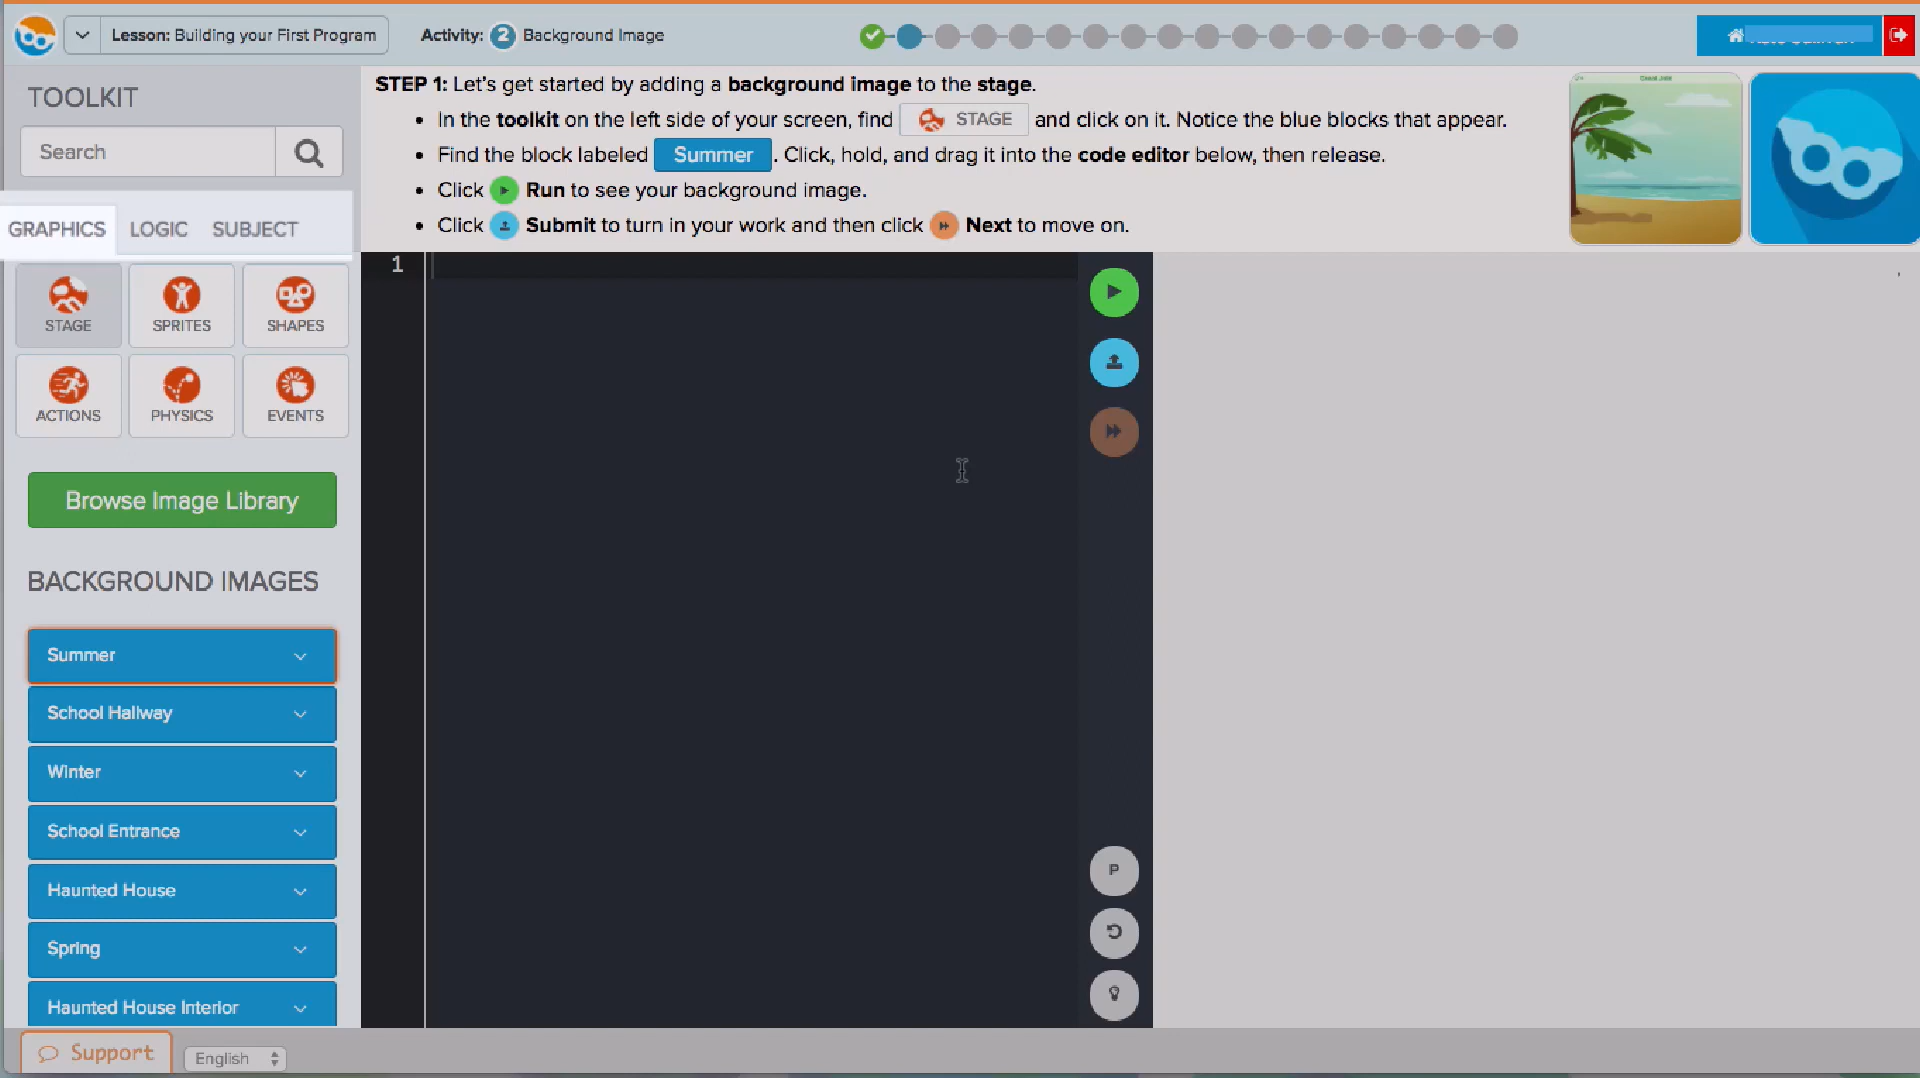 Lesson: Building your First Program
Activity: 2 Background Image
TOOLKIT
Search
GRAPHICS LOGIC SUBJECT
STAGE SPRITES SHAPES
ACTIONS PHYSICS EVENTS
Browse Image Library
BACKGROUND IMAGES
Summer
School Hallway
Winter
School Entrance
Haunted House
Spring
Haunted House Interior
Support
English
STEP 1: Let's get started by adding a background image to the stage.
• In the toolkit on the left side of your screen, find STAGE and click on it. Notice the blue blocks that appear.
• Find the block labeled Summer . Click, hold, and drag it into the code editor below, then release.
• Click Run to see your background image.
• Click Submit to turn in your work and then click Next to move on.
1
P